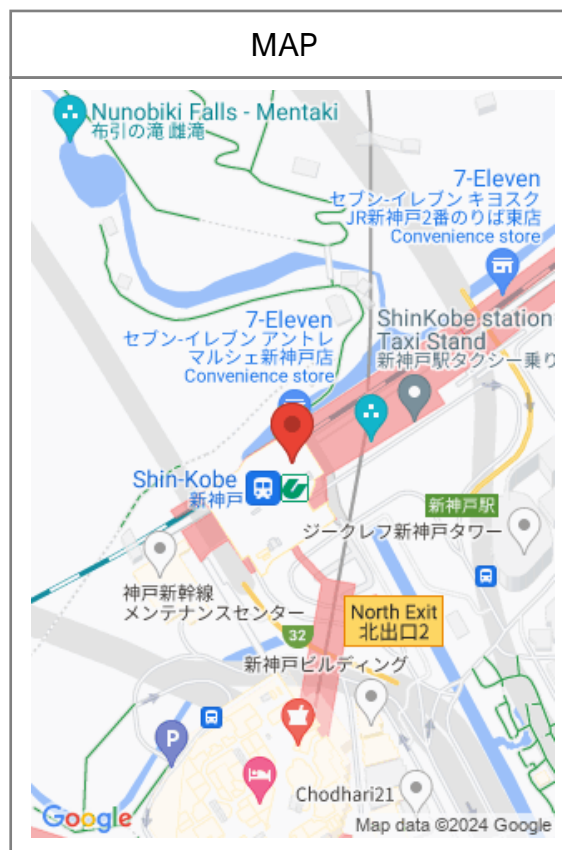 MAP
Nunobiki Falls - Mentaki
布引の滝 雌滝
7-Eleven
セブン-イレブン キヨスク
JR新神戸2番のりば東店
Convenience store
7-Eleven
セブン-イレブン アントレ
マルシェ新神戸店
Convenience store
ShinKobe station
Taxi Stand
新神戸駅タクシー乗り
Shin-Kobe
新神戸
新神戸駅
ジークレフ新神戸タワー
神戸新幹線
メンテナンスセンター
North Exit
北出口2
32
新神戸ビルディング
P
Chodhari21
Google
Map data ©2024 Google